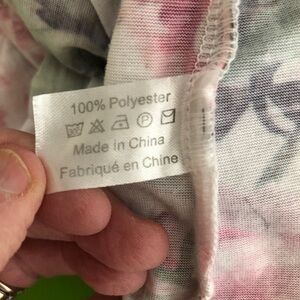 100% Polyester
Made in China
Fabriqué en Chine